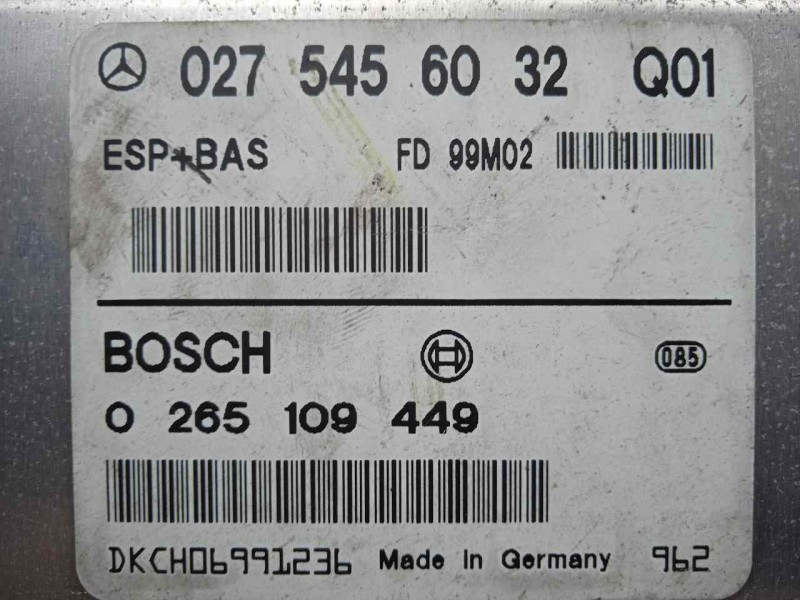 027 545 60 32 Q01
ESP+BAS FD 99M02
BOSCH 085
0 265 109 449
DKCH06991236 Made In Germany 962